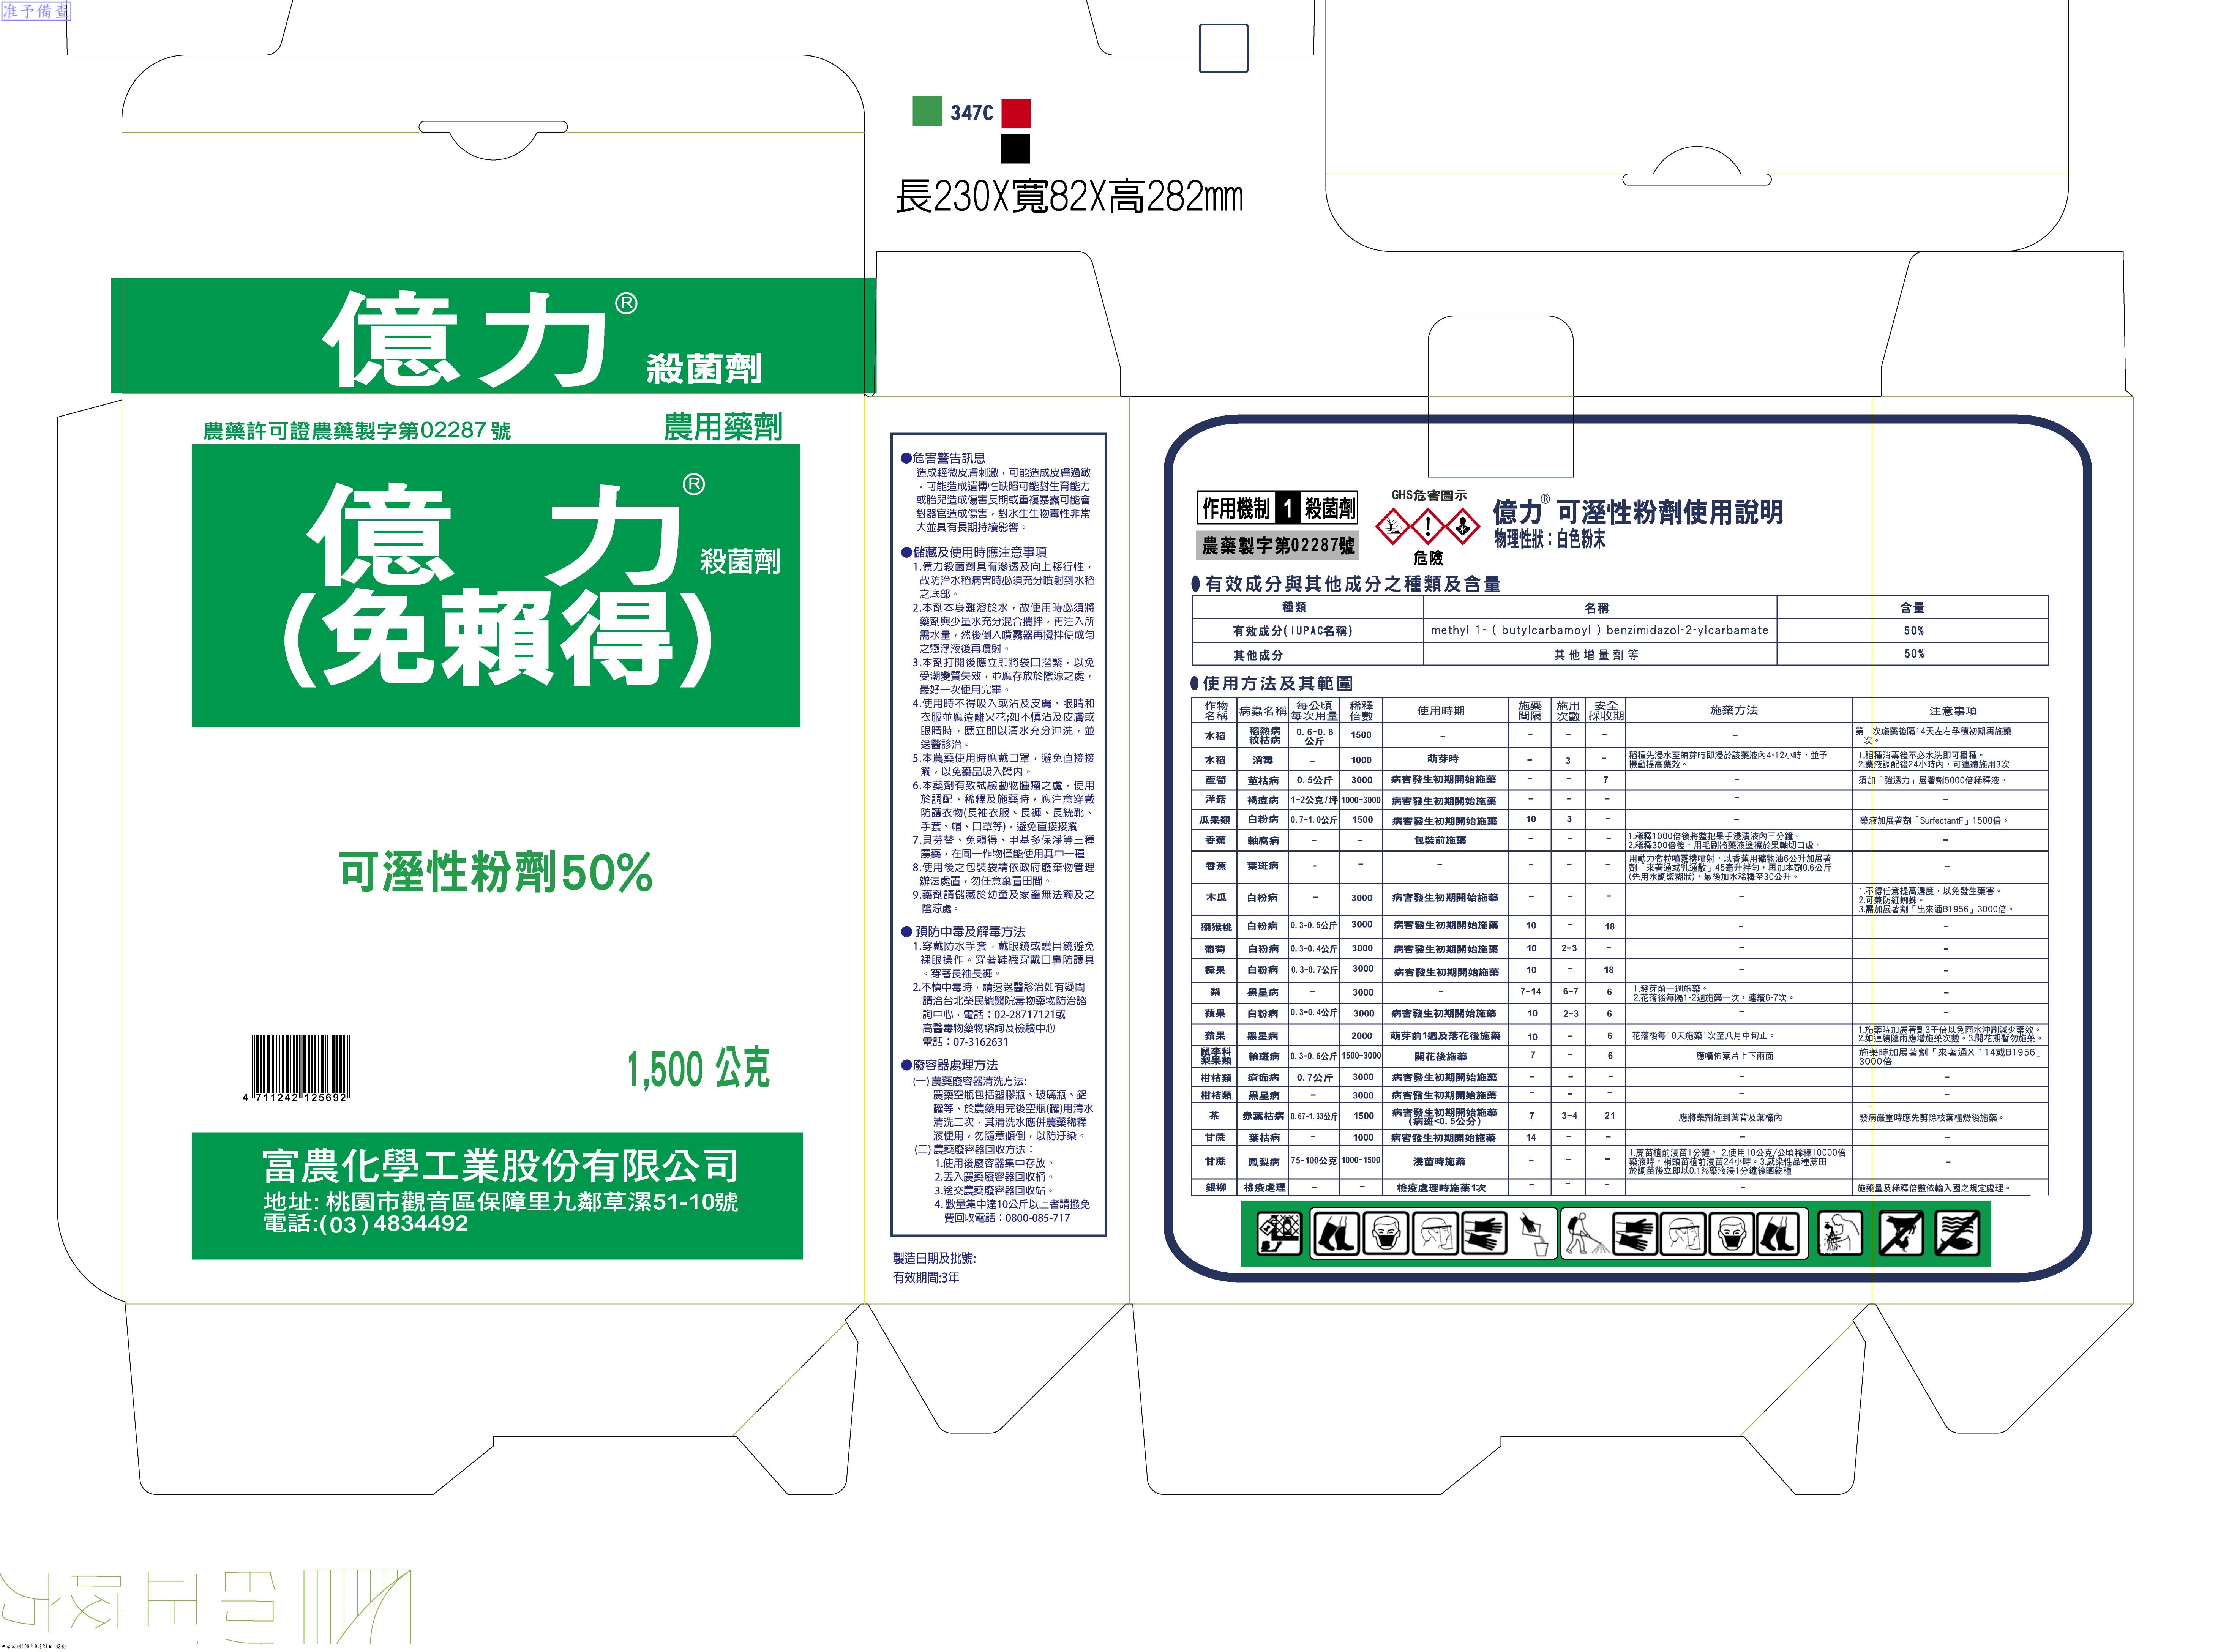 准予備查
347C
長230X寬82X高282mm
億力®殺菌劑
農藥許可證農藥製字第02287號
農用藥劑
億力®殺菌劑
(免賴得)
可溼性粉劑50%
1,500 公克
4 711242 125692
富農化學工業股份有限公司
地址: 桃園市觀音區保障里九鄰草漯51-10號
電話:(03)4834492
●危害警告訊息
造成輕微皮膚刺激，可能造成皮膚過敏
，可能造成遺傳性缺陷可能對生育能力
或胎兒造成傷害長期或重複暴露可能會
對器官造成傷害，對水生生物毒性非常
大並具有長期持續影響。
●儲藏及使用時應注意事項
1.億力殺菌劑具有滲透及向上移行性，
故防治水稻病害時必須充分噴射到水稻
之底部。
2.本劑本身難溶於水，故使用時必須將
藥劑與少量水充分混合攪拌，再注入所
需水量，然後倒入噴霧器再攪拌使成勻
之懸浮液後再噴射。
3.本劑打開後應立即將袋口摺緊，以免
受潮變質失效，並應存放於陰涼之處，
最好一次使用完畢。
4.使用時不得吸入或沾及皮膚、眼睛和
衣服並應遠離火花;如不慎沾及皮膚或
眼睛時，應立即以清水充分沖洗，並
送醫診治。
5.本農藥使用時應戴口罩，避免直接接
觸，以免藥品吸入體內。
6.本藥劑有致試驗動物腫瘤之處，使用
於調配、稀釋及施藥時，應注意穿戴
防護衣物(長袖衣服、長褲、長統靴、
手套、帽、口罩等)，避免直接接觸
7.貝芬替、免賴得、甲基多保淨等三種
農藥，在同一作物僅能使用其中一種
8.使用後之包裝袋請依政府廢棄物管理
辦法處置，勿任意棄置田間。
9.藥劑請儲藏於幼童及家畜無法觸及之
陰涼處。
●預防中毒及解毒方法
1.穿戴防水手套。戴眼鏡或護目鏡避免
裸眼操作。穿著鞋襪穿戴口鼻防護具
。穿著長袖長褲。
2.不慎中毒時，請速送醫診治如有疑問
請洽台北榮民總醫院毒物藥物防治諮
詢中心，電話：02-28717121或
高醫毒物藥物諮詢及檢驗中心
電話：07-3162631
●廢容器處理方法
(一)農藥廢容器清洗方法:
農藥空瓶包括塑膠瓶、玻璃瓶、鋁
罐等、於農藥用完後空瓶(罐)用清水
清洗三次，其清洗水應併農藥稀釋
液使用，勿隨意傾倒，以防汙染。
(二)農藥廢容器回收方法：
1.使用後廢容器集中存放。
2.丟入農藥廢容器回收桶。
3.送交農藥廢容器回收站。
4.數量集中達10公斤以上者請撥免
費回收電話：0800-085-717
製造日期及批號:
有效期間:3年
作用機制 1 殺菌劑
農藥製字第02287號
GHS危害圖示
危險
億力®可溼性粉劑使用說明
物理性狀：白色粉末
●有效成分與其他成分之種類及含量
種類 名稱 含量
有效成分(IUPAC名稱) methyl 1-（butylcarbamoyl）benzimidazol-2-ylcarbamate 50%
其他成分 其他增量劑等 50%
●使用方法及其範圍
作物名稱 病蟲名稱 每公頃每次用量 稀釋倍數 使用時期 施藥間隔 施用次數 安全採收期 施藥方法 注意事項
水稻 稻熱病紋枯病 0.6-0.8公斤 1500 - - - - - 第一次施藥後隔14天左右孕穗初期再施藥一次。
水稻 消毒 - 1000 萌芽時 - 3 - 稻種先浸水至萌芽時即浸於該藥液內4-12小時，並予攪動提高藥效。 1.稻種消毒後不必水洗即可播種。2.藥液調配後24小時內，可連續施用3次
蘆筍 莖枯病 0.5公斤 3000 病害發生初期開始施藥 - - 7 - 須加「強透力」展著劑5000倍稀釋液。
洋菇 褐痘病 1-2公克/坪 1000-3000 病害發生初期開始施藥 - - - - -
瓜果類 白粉病 0.7-1.0公斤 1500 病害發生初期開始施藥 10 3 - - 藥液加展著劑「SurfectantF」1500倍。
香蕉 軸腐病 - - 包裝前施藥 - - - 1.稀釋1000倍後將整把果手浸漬液內三分鐘。2.稀釋300倍後，用毛刷將藥液塗擦於果軸切口處。 -
香蕉 葉斑病 - - - - - - 用動力微粒噴霧機噴射，以香蕉用礦物油6公升加展著劑「來著通或乳通散」45毫升拌勻，再加本劑0.6公斤(先用水調漿糊狀)，最後加水稀釋至30公升。 -
木瓜 白粉病 - 3000 病害發生初期開始施藥 - - - - 1.不得任意提高濃度，以免發生藥害。2.可兼防紅蜘蛛。3.需加展著劑「出來通B1956」3000倍。
獼猴桃 白粉病 0.3-0.5公斤 3000 病害發生初期開始施藥 10 - 18 - -
葡萄 白粉病 0.3-0.4公斤 3000 病害發生初期開始施藥 10 2-3 - - -
檬果 白粉病 0.3-0.7公斤 3000 病害發生初期開始施藥 10 - 18 - -
梨 黑星病 - 3000 - 7-14 6-7 6 1.發芽前一週施藥。2.花落後每隔1-2週施藥一次，連續6-7次。 -
蘋果 白粉病 0.3-0.4公斤 3000 病害發生初期開始施藥 10 2-3 6 - -
蘋果 黑星病 2000 萌芽前1週及落花後施藥 10 - 6 花落後每10天施藥1次至八月中旬止。 1.施藥時加展著劑3千倍以免雨水沖刷減少藥效。2.如連續陰雨應增施藥次數。3.開花期暫勿施藥。
鼠李科梨果類 輪斑病 0.3-0.6公斤 1500-3000 開花後施藥 7 - 6 應噴佈葉片上下兩面 施藥時加展著劑「來著通X-114或B1956」3000倍
柑桔類 瘡痂病 0.7公斤 3000 病害發生初期開始施藥 - - - - -
柑桔類 黑星病 - 3000 病害發生初期開始施藥 - - - - -
茶 赤葉枯病 0.67-1.33公斤 1500 病害發生初期開始施藥(病斑<0.5公分) 7 3-4 21 應將藥劑施到葉背及葉檯內 發病嚴重時應先剪除枝葉檯燬後施藥。
甘蔗 葉枯病 - 1000 病害發生初期開始施藥 14 - - - -
甘蔗 鳳梨病 75-100公克 1000-1500 浸苗時施藥 - - - 1.蔗苗植前浸苗1分鐘。 2.使用10公克/公頃稀釋10000倍藥液時，梢頭苗植前浸苗24小時。3.感染性品種蔗田於調苗後立即以0.1%藥液浸1分鐘後晒乾種
銀柳 檢疫處理 - - 檢疫處理時施藥1次 - - - - 施藥量及稀釋倍數依輸入國之規定處理。